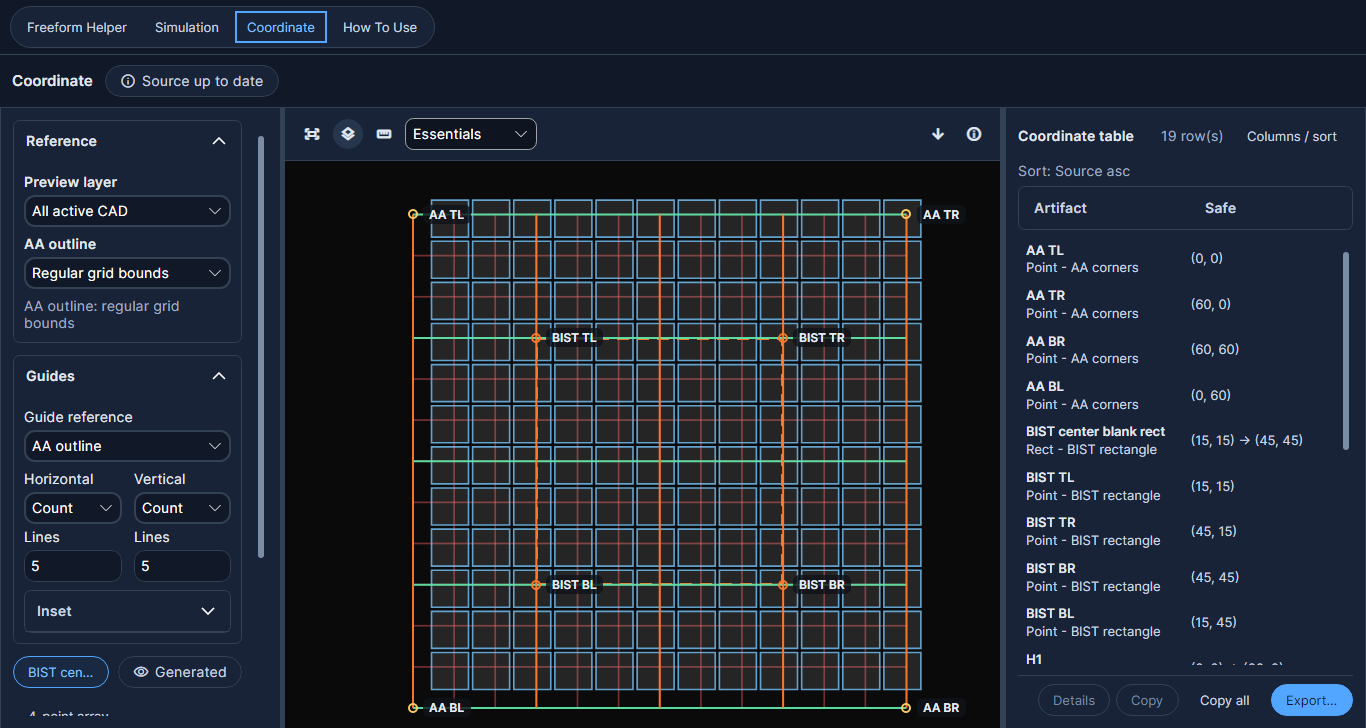 Freeform Helper
Simulation
Coordinate
How To Use
Coordinate
Source up to date
Reference
Preview layer
All active CAD
AA outline
Regular grid bounds
AA outline: regular grid
bounds
Guides
Guide reference
AA outline
Horizontal
Vertical
Count
Count
Lines
Lines
5
5
Inset
BIST cen...
Generated
4-point array
Essentials
AA TL
AA TR
BIST TL
BIST TR
BIST BL
BIST BR
AA BL
AA BR
Coordinate table
19 row(s)
Columns / sort
Sort: Source asc
Artifact
Safe
AA TL
Point - AA corners
(0, 0)
AA TR
Point - AA corners
(60, 0)
AA BR
Point - AA corners
(60, 60)
AA BL
Point - AA corners
(0, 60)
BIST center blank rect
Rect - BIST rectangle
(15, 15) → (45, 45)
BIST TL
Point - BIST rectangle
(15, 15)
BIST TR
Point - BIST rectangle
(45, 15)
BIST BR
Point - BIST rectangle
(45, 45)
BIST BL
Point - BIST rectangle
(15, 45)
H1
Details
Copy
Copy all
Export...